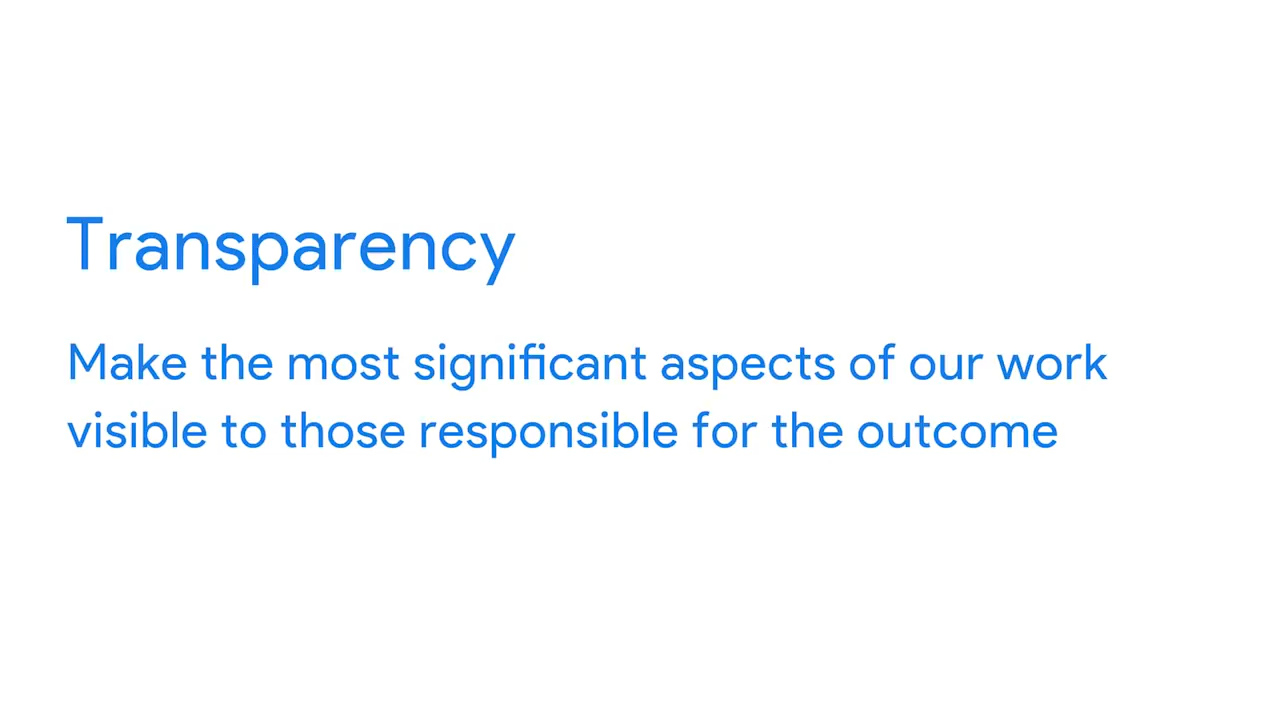 Transparency
Make the most significant aspects of our work
visible to those responsible for the outcome